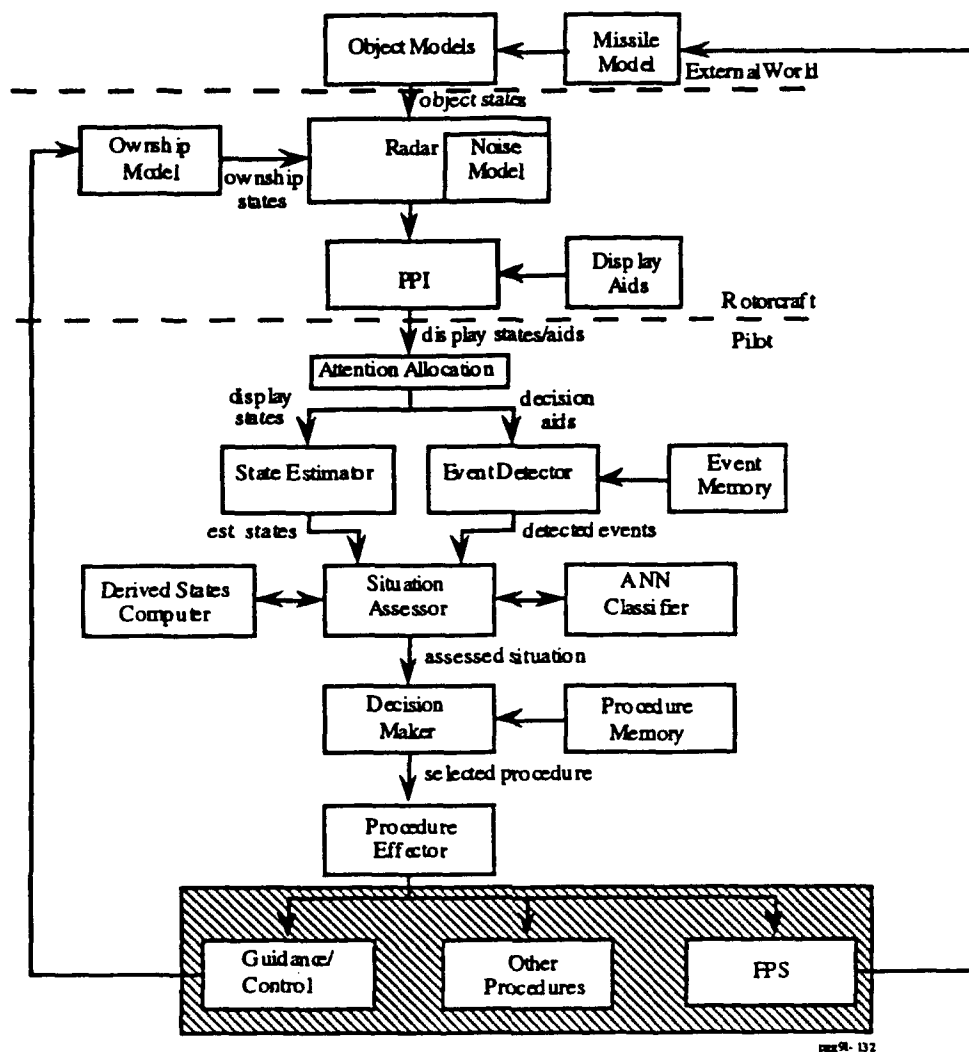 Object Models
Missile
Model
External World
object states
Ownship
Model
ownship
states
Radar
Noise
Model
PPI
Display
Aids
Rotorcraft
display states/aids
Pilot
Attention Allocation
display
states
decision
aids
State Estimator
Event Detector
Event
Memory
est. states
detected events
Derived States
Computer
Situation
Assessor
ANN
Classifier
assessed situation
Decision
Maker
Procedure
Memory
selected procedure
Procedure
Effector
Guidance/
Control
Other
Procedures
FPS